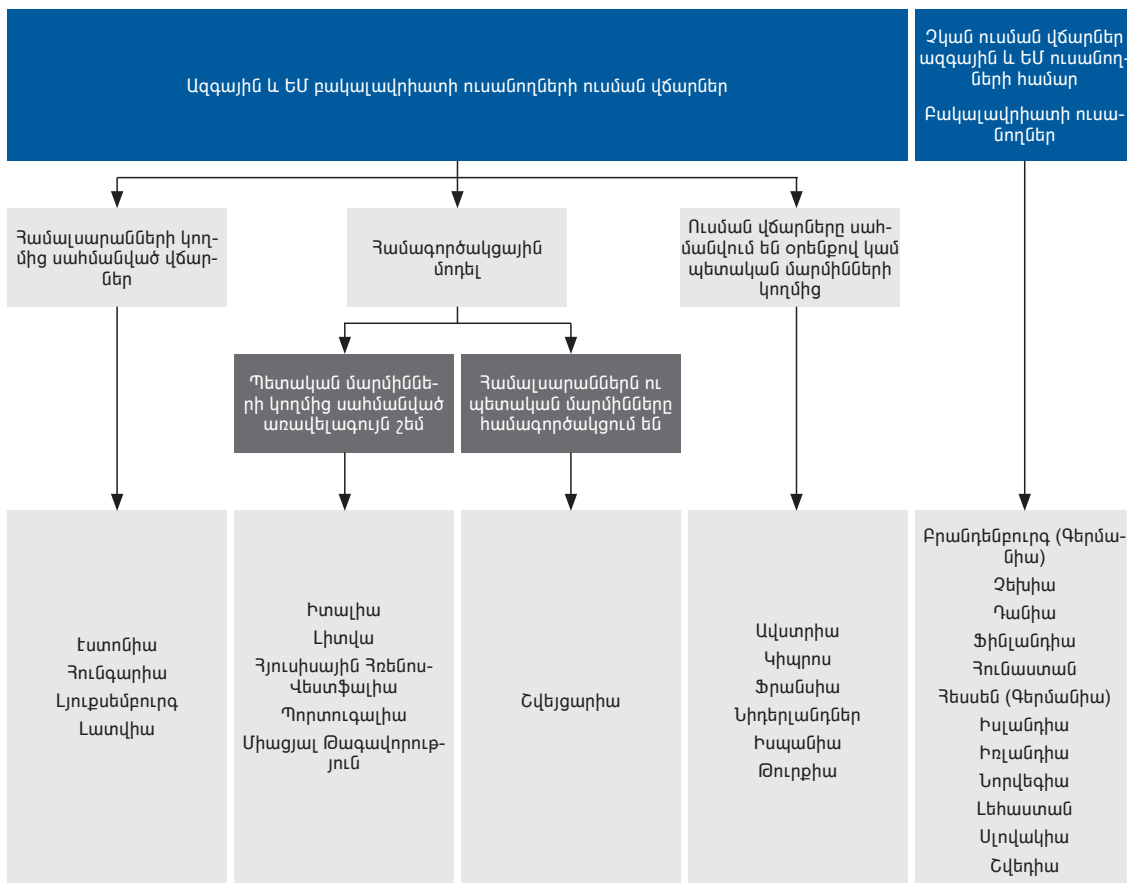 Ազգային և ԵՄ բակալավրիատի ուսանողների ուսման վճարներ
Չկան ուսման վճարներ
ազգային և ԵՄ ուսանող-
ների համար
Բակալավրիատի ուսա-
նողներ
Համալսարանների կող-
մից սահմանված վճար-
ներ
Համագործակցային
մոդել
Ուսման վճարները սահ-
մանվում են օրենքով կամ
պետական մարմինների
կողմից
Պետական մարմիննե-
րի կողմից սահմանված
առավելագույն շեմ
Համալսարաններն ու
պետական մարմինները
համագործակցում են
Էստոնիա
Հունգարիա
Լյուքսեմբուրգ
Լատվիա
Իտալիա
Լիտվա
Հյուսիսային Հռենոս-
Վեստֆալիա
Պորտուգալիա
Միացյալ Թագավորությ-
յուն
Շվեյցարիա
Ավստրիա
Կիպրոս
Ֆրանսիա
Նիդերլանդներ
Իսպանիա
Թուրքիա
Բրանդենբուրգ (Գերմա-
նիա)
Չեխիա
Դանիա
Ֆինլանդիա
Հունաստան
Հեսսեն (Գերմանիա)
Իսլանդիա
Իռլանդիա
Նորվեգիա
Լեհաստան
Սլովակիա
Շվեդիա